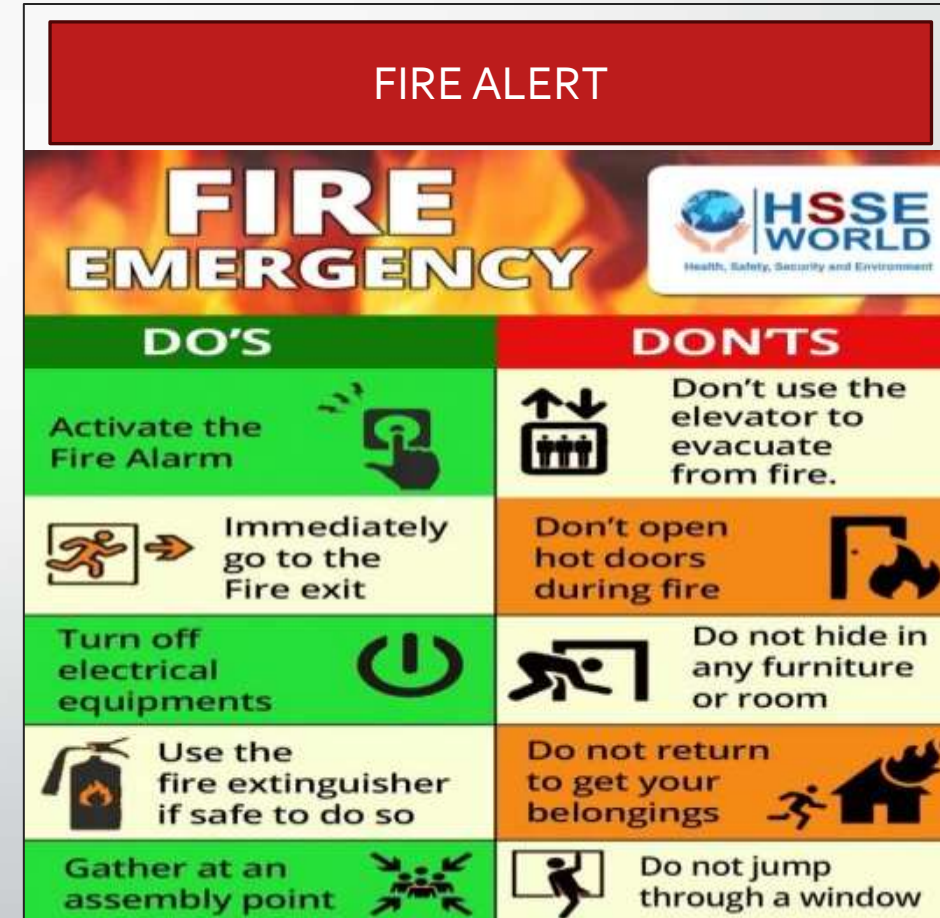 FIRE ALERT
FIRE
EMERGENCY
HSSE
WORLD
Health, Safety, Security and Environment
DO'S
Activate the
Fire Alarm
Immediately
go to the
Fire exit
Turn off
electrical
equipments
Use the
fire extinguisher
if safe to do so
Gather at an
assembly point
DON'TS
Don't use the
elevator to
evacuate
from fire.
Don't open
hot doors
during fire
Do not hide in
any furniture
or room
Do not return
to get your
belongings
Do not jump
through a window